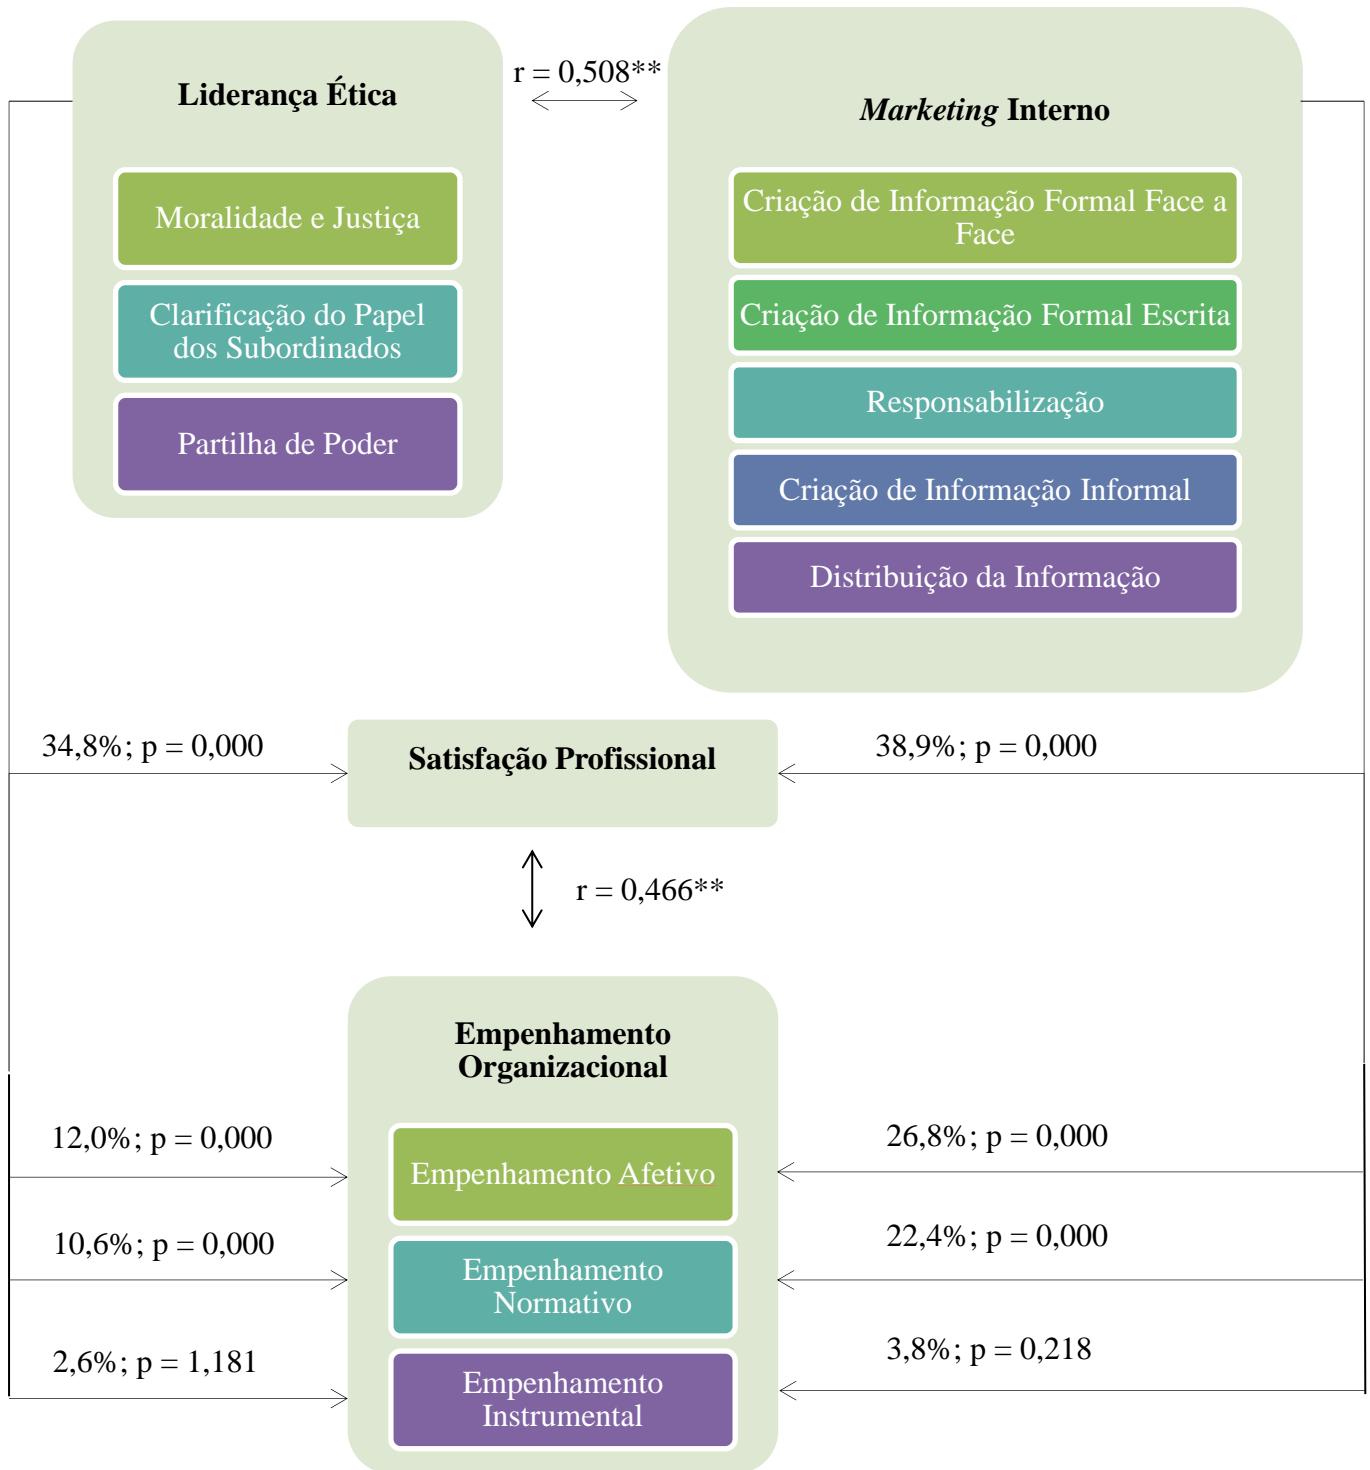 Liderança Ética
r = 0,508**
Marketing Interno
Moralidade e Justiça
Clarificação do Papel
dos Subordinados
Partilha de Poder
Criação de Informação Formal Face a
Face
Criação de Informação Formal Escrita
Responsabilização
Criação de Informação Informal
Distribuição da Informação
34,8%; p = 0,000
Satisfação Profissional
38,9%; p = 0,000
r = 0,466**
Empenhamento
Organizacional
12,0%; p = 0,000
Empenhamento Afetivo
26,8%; p = 0,000
10,6%; p = 0,000
Empenhamento
Normativo
22,4%; p = 0,000
2,6%; p = 1,181
Empenhamento
Instrumental
3,8%; p = 0,218